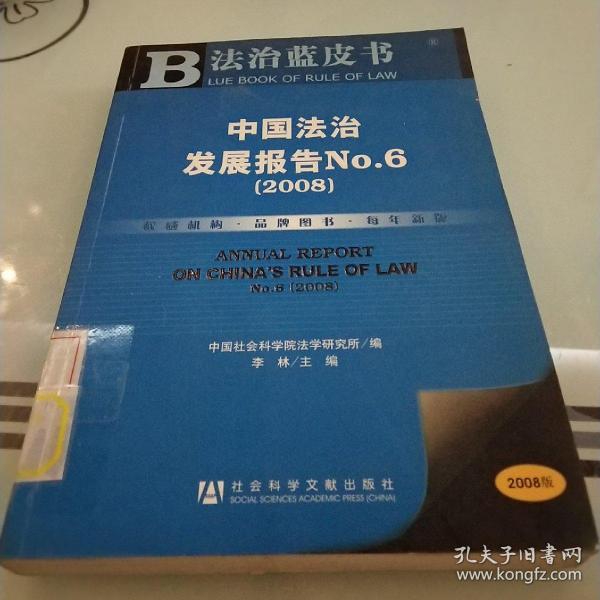 B 法治蓝皮书 ®
LUE BOOK OF RULE OF LAW
中国法治
发展报告No.6
(2008)
权威机构·品牌图书·每年新版
ANNUAL REPORT
ON CHINA'S RULE OF LAW
No.6 (2008)
中国社会科学院法学研究所/编
李 林/主 编
社会科学文献出版社
SOCIAL SCIENCES ACADEMIC PRESS (CHINA)
2008版
孔夫子旧书网
www.kongfz.com